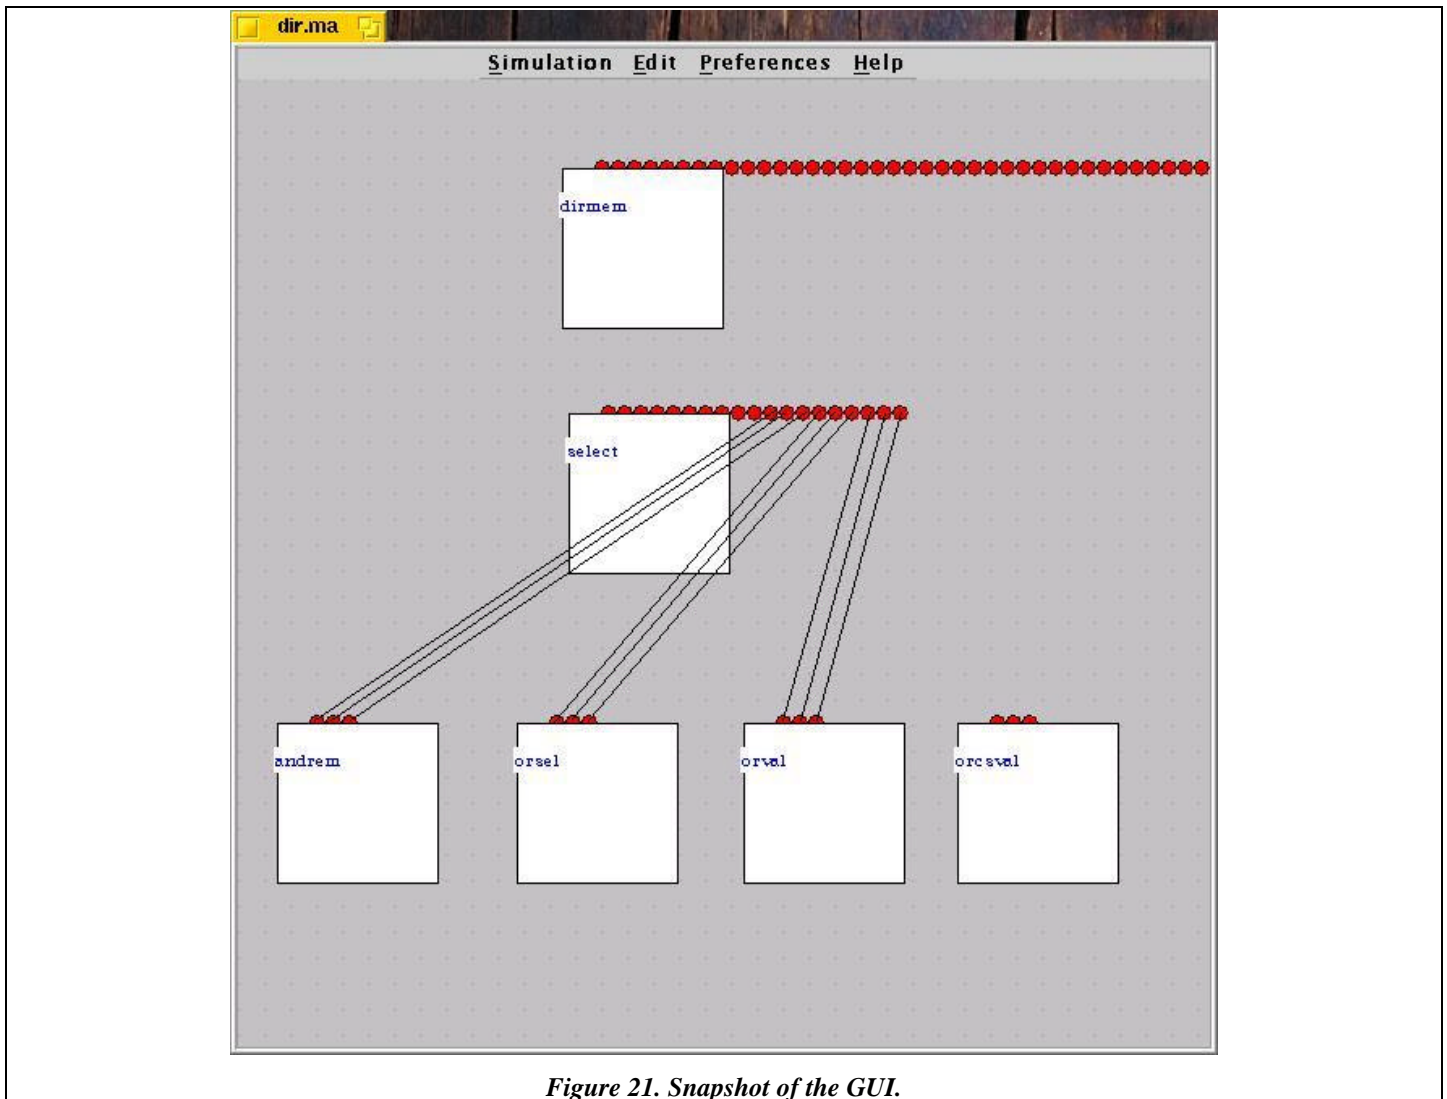 dir.ma
Simulation Edit Preferences Help
dirmem
select
andrem orsel orval orcsval
Figure 21. Snapshot of the GUI.